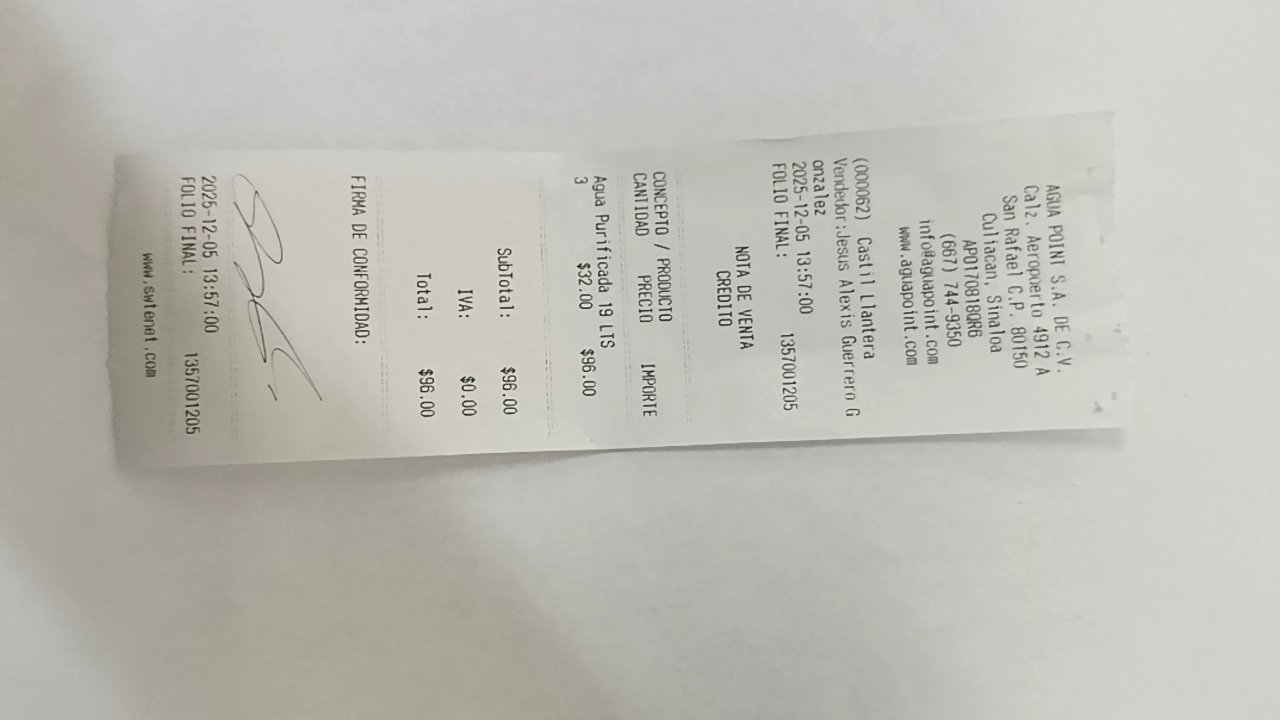 AGUA POINT S.A. DE C.V.
Calz. Aeropuerto 4912 A
San Rafael C.P. 80150
Culiacan, Sinaloa
APO170818QR6
(667) 744-9350
info@aguapoint.com
www.aguapoint.com
(000062) Castil Llantera
Vendedor:Jesus Alexis Guerrero G
onzalez
2025-12-05 13:57:00
FOLIO FINAL: 1357001205
NOTA DE VENTA
CREDITO
CONCEPTO / PRODUCTO
CANTIDAD PRECIO IMPORTE
Agua Purificada 19 LTS
3 $32.00 $96.00
SubTotal: $96.00
IVA: $0.00
Total: $96.00
FIRMA DE CONFORMIDAD:
2025-12-05 13:57:00
FOLIO FINAL: 1357001205
www.swtenet.com